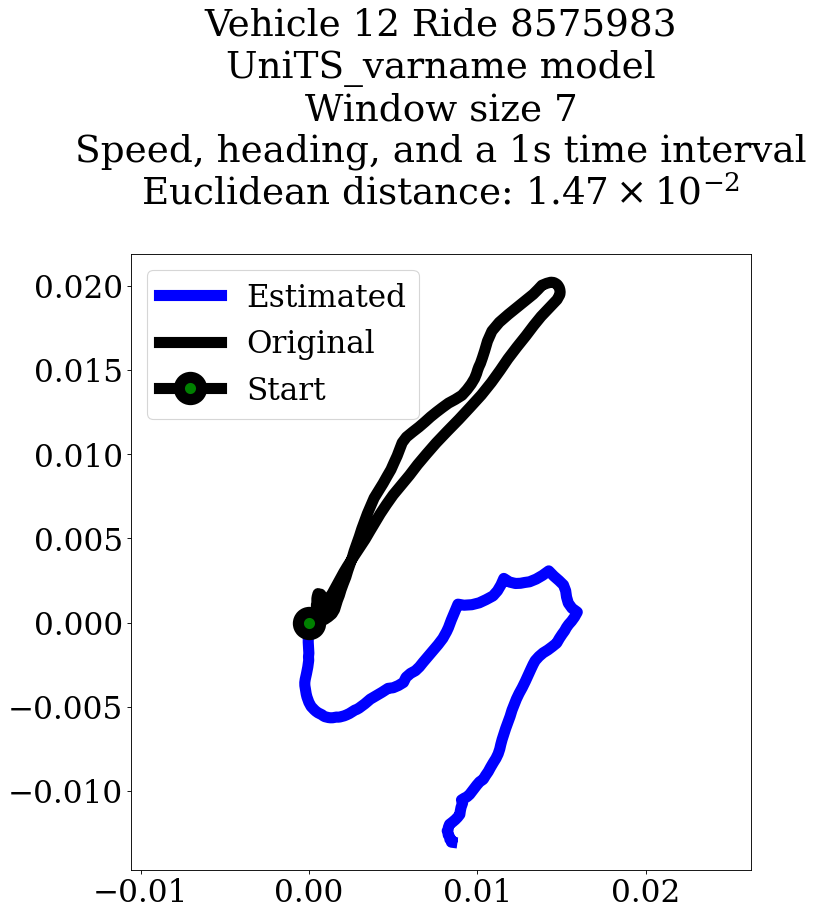 Vehicle 12 Ride 8575983
UniTS_varname model
Window size 7
Speed, heading, and a 1s time interval
Euclidean distance: 1.47 × 10⁻²
Estimated
Original
Start
0.020
0.015
0.010
0.005
0.000
−0.005
−0.010
−0.01 0.00 0.01 0.02